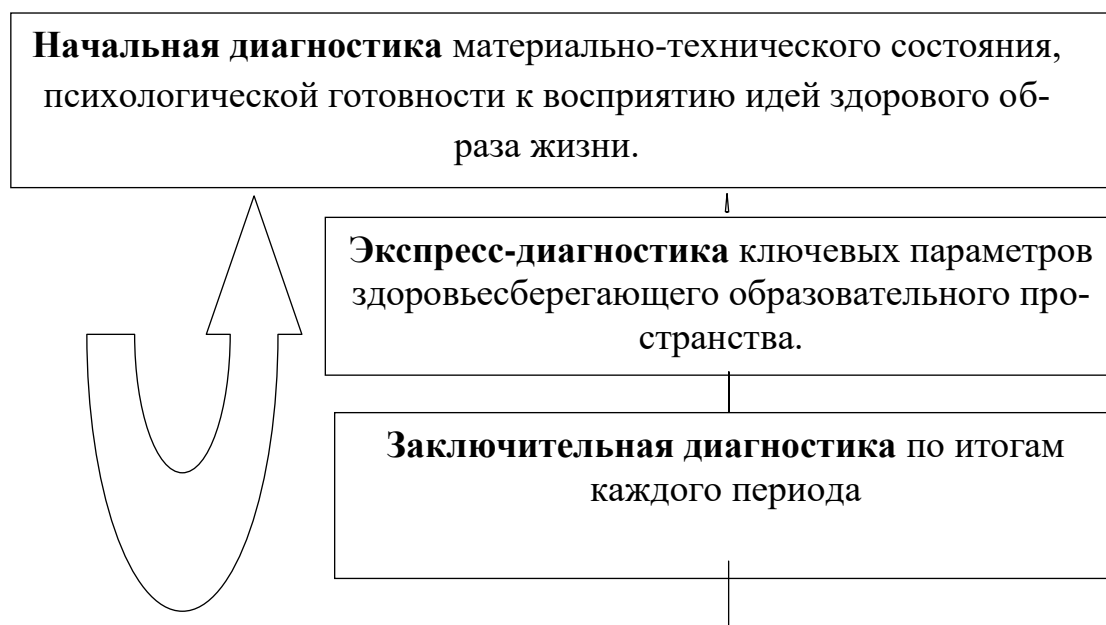 Начальная диагностика материально-технического состояния,
психологической готовности к восприятию идей здорового об-
раза жизни.
Экспресс-диагностика ключевых параметров
здоровьесберегающего образовательного про-
странства.
Заключительная диагностика по итогам
каждого периода